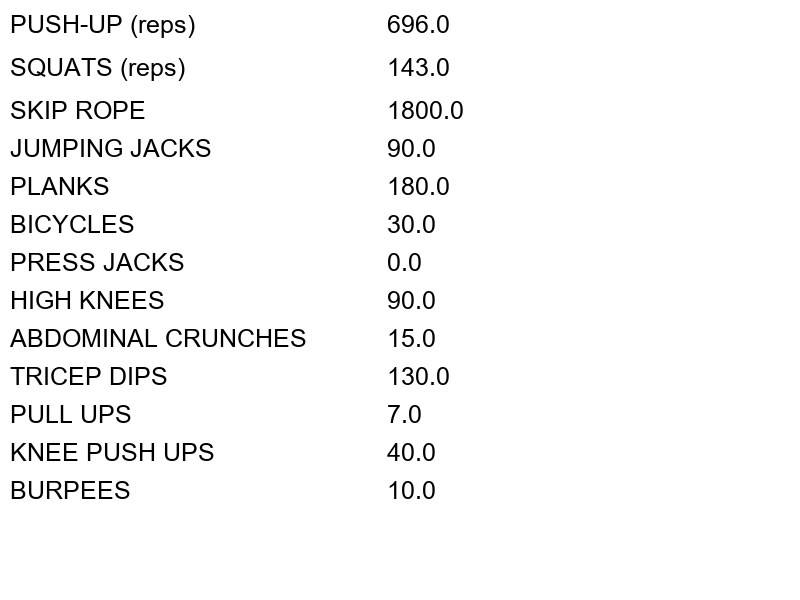 PUSH-UP (reps) 696.0
SQUATS (reps) 143.0
SKIP ROPE 1800.0
JUMPING JACKS 90.0
PLANKS 180.0
BICYCLES 30.0
PRESS JACKS 0.0
HIGH KNEES 90.0
ABDOMINAL CRUNCHES 15.0
TRICEP DIPS 130.0
PULL UPS 7.0
KNEE PUSH UPS 40.0
BURPEES 10.0